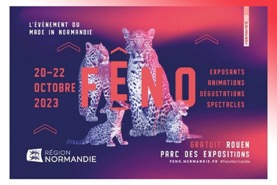 L'ÉVÉNEMENT DU
MADE IN NORMANDIE
20–22
OCTOBRE
2023
FÊNO
EXPOSANTS
ANIMATIONS
DÉGUSTATIONS
SPECTACLES
GRATUIT ROUEN
PARC DES EXPOSITIONS
FENO.NORMANDIE.FR #FenoNormandie
RÉGION
NORMANDIE